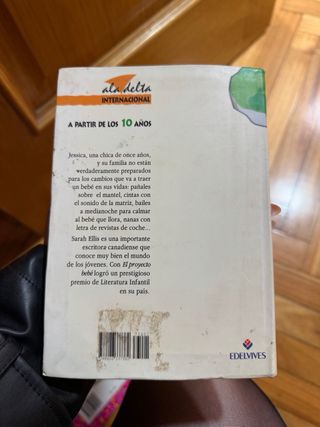 ala delta
INTERNACIONAL
A PARTIR DE LOS 10 AÑOS
Jessica, una chica de once años,
y su familia no están
verdaderamente preparados
para los cambios que va a traer
un bebé en sus vidas: pañales
sobre el mantel, cintas con
el sonido de la matriz, bailes
a medianoche para calmar
al bebé que llora, nanas con
letra de revistas de coche...
Sarah Ellis es una importante
escritora canadiense que
conoce muy bien el mundo
de los jóvenes. Con El proyecto
bebé logró un prestigioso
premio de Literatura Infantil
en su país.
EDELVIVES